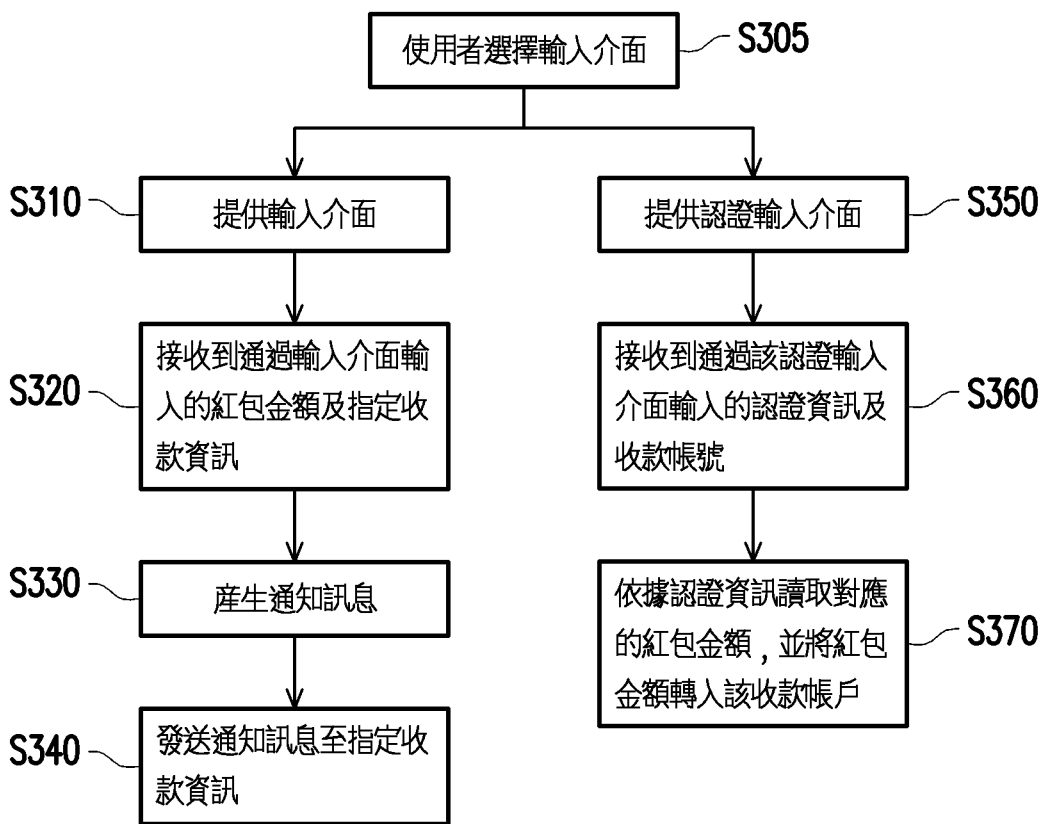 使用者選擇輸入介面
S305
S310
提供輸入介面
提供認證輸入介面
S350
S320
接收到通過輸入介面輸
入的紅包金額及指定收
款資訊
接收到通過該認證輸入
介面輸入的認證資訊及
收款帳號
S360
S330
産生通知訊息
依據認證資訊讀取對應
的紅包金額，並將紅包
金額轉入該收款帳戶
S370
S340
發送通知訊息至指定收
款資訊